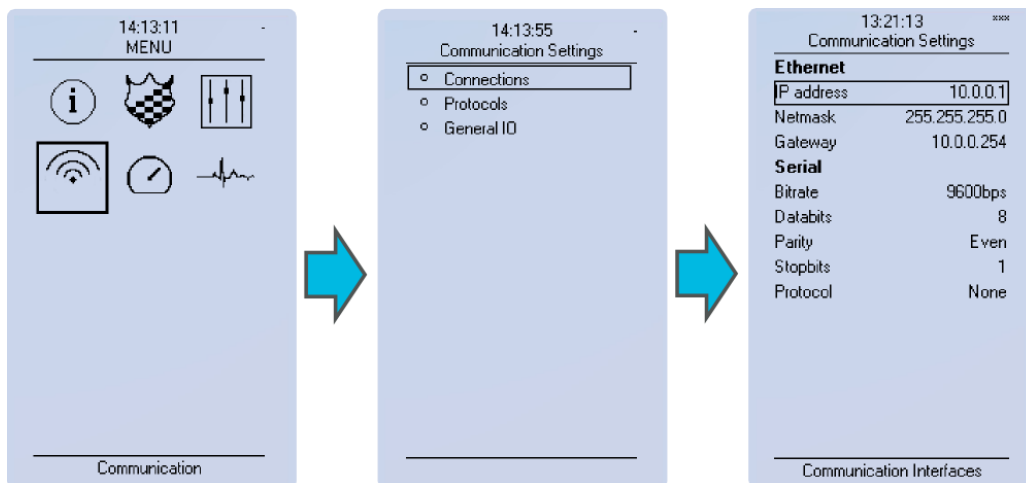 14:13:11 -
MENU
i
Communication
14:13:55 -
Communication Settings
Connections
Protocols
General IO
13:21:13 ***
Communication Settings
Ethernet
IP address 10.0.0.1
Netmask 255.255.255.0
Gateway 10.0.0.254
Serial
Bitrate 9600bps
Databits 8
Parity Even
Stopbits 1
Protocol None
Communication Interfaces